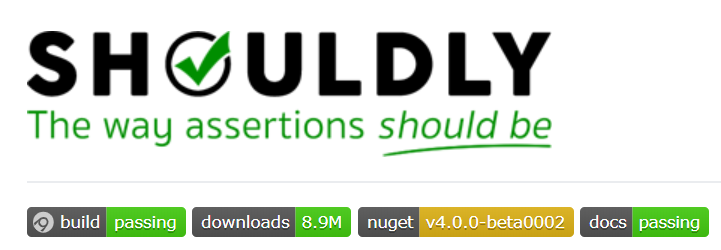 SHOULDLY
The way assertions should be
build passing downloads 8.9M nuget v4.0.0-beta0002 docs passing